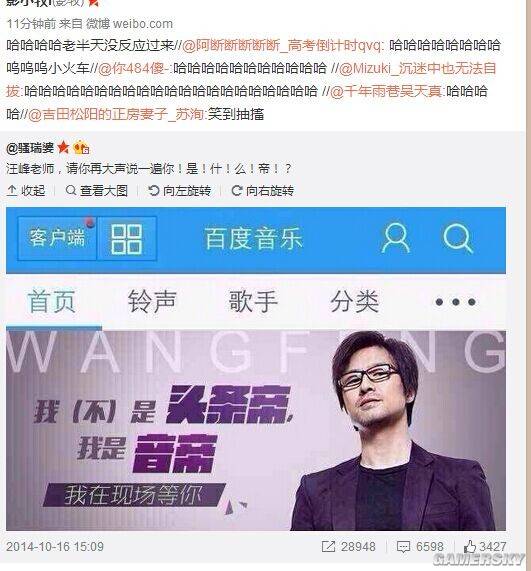 11分钟前 来自 微博 weibo.com
哈哈哈哈老半天没反应过来//@阿断断断断断_高考倒计时qvq: 哈哈哈哈哈哈哈哈
呜呜呜小火车//@你484傻-:哈哈哈哈哈哈哈哈哈哈哈 //@Mizuki_沉迷中也无法自
拔:哈哈哈哈哈哈哈哈哈哈哈哈哈哈哈哈哈哈哈哈哈 //@千年雨巷吴天真:哈哈哈
哈//@吉田松阳的正房妻子_苏洵:笑到抽搐
@骚瑞婆
汪峰老师，请你再大声说一遍你！是！什！么！帝！？
收起 查看大图 向左旋转 向右旋转
客户端 百度音乐
首页 铃声 歌手 分类 •••
WANGFENG
我（不）是 头条帝,
我是 音帝
我在现场等你
2014-10-16 15:09 28948 6598 3427
GAMERSKY